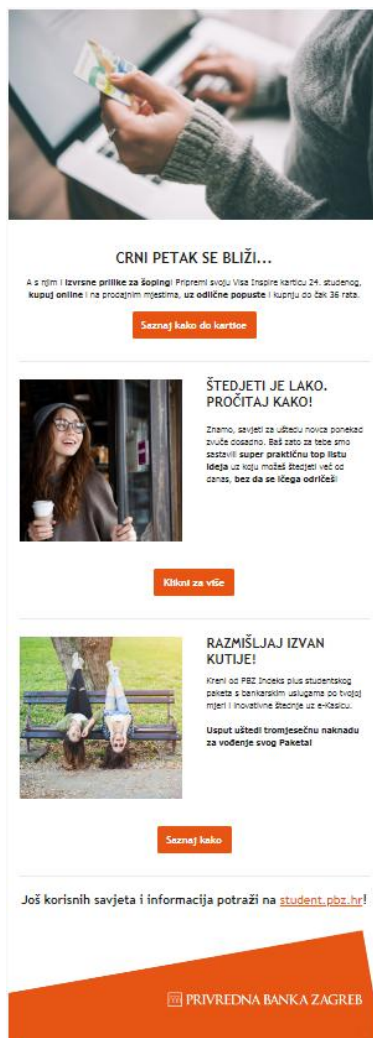 CRNI PETAK SE BLIŽI...
A s njim i izvrsne prilike za šoping! Pripremi svoju Visa Inspire karticu 24. studenog,
kupuj online i na prodajnim mjestima, uz odlične popuste i kupnju do čak 36 rata.
Saznaj kako do kartice
ŠTEDJETI JE LAKO.
PROČITAJ KAKO!
Znamo, savjeti za uštedu novca ponekad
zvuče dosadno. Baš zato za tebe smo
sastavili super praktičnu top listu
ideja uz koju možeš štedjeti već od
danas, bez da se ičega odričeš!
Klikni za više
RAZMIŠLJAJ IZVAN
KUTIJE!
Kreni od PBZ Indeks plus studentskog
paketa s bankarskim uslugama po tvojoj
mjeri i inovativne štednje uz e-Kasicu.
Usput uštedi tromjesečnu naknadu
za vođenje svog Paketa!
Saznaj kako
Još korisnih savjeta i informacija potraži na student.pbz.hr!
PRIVREDNA BANKA ZAGREB